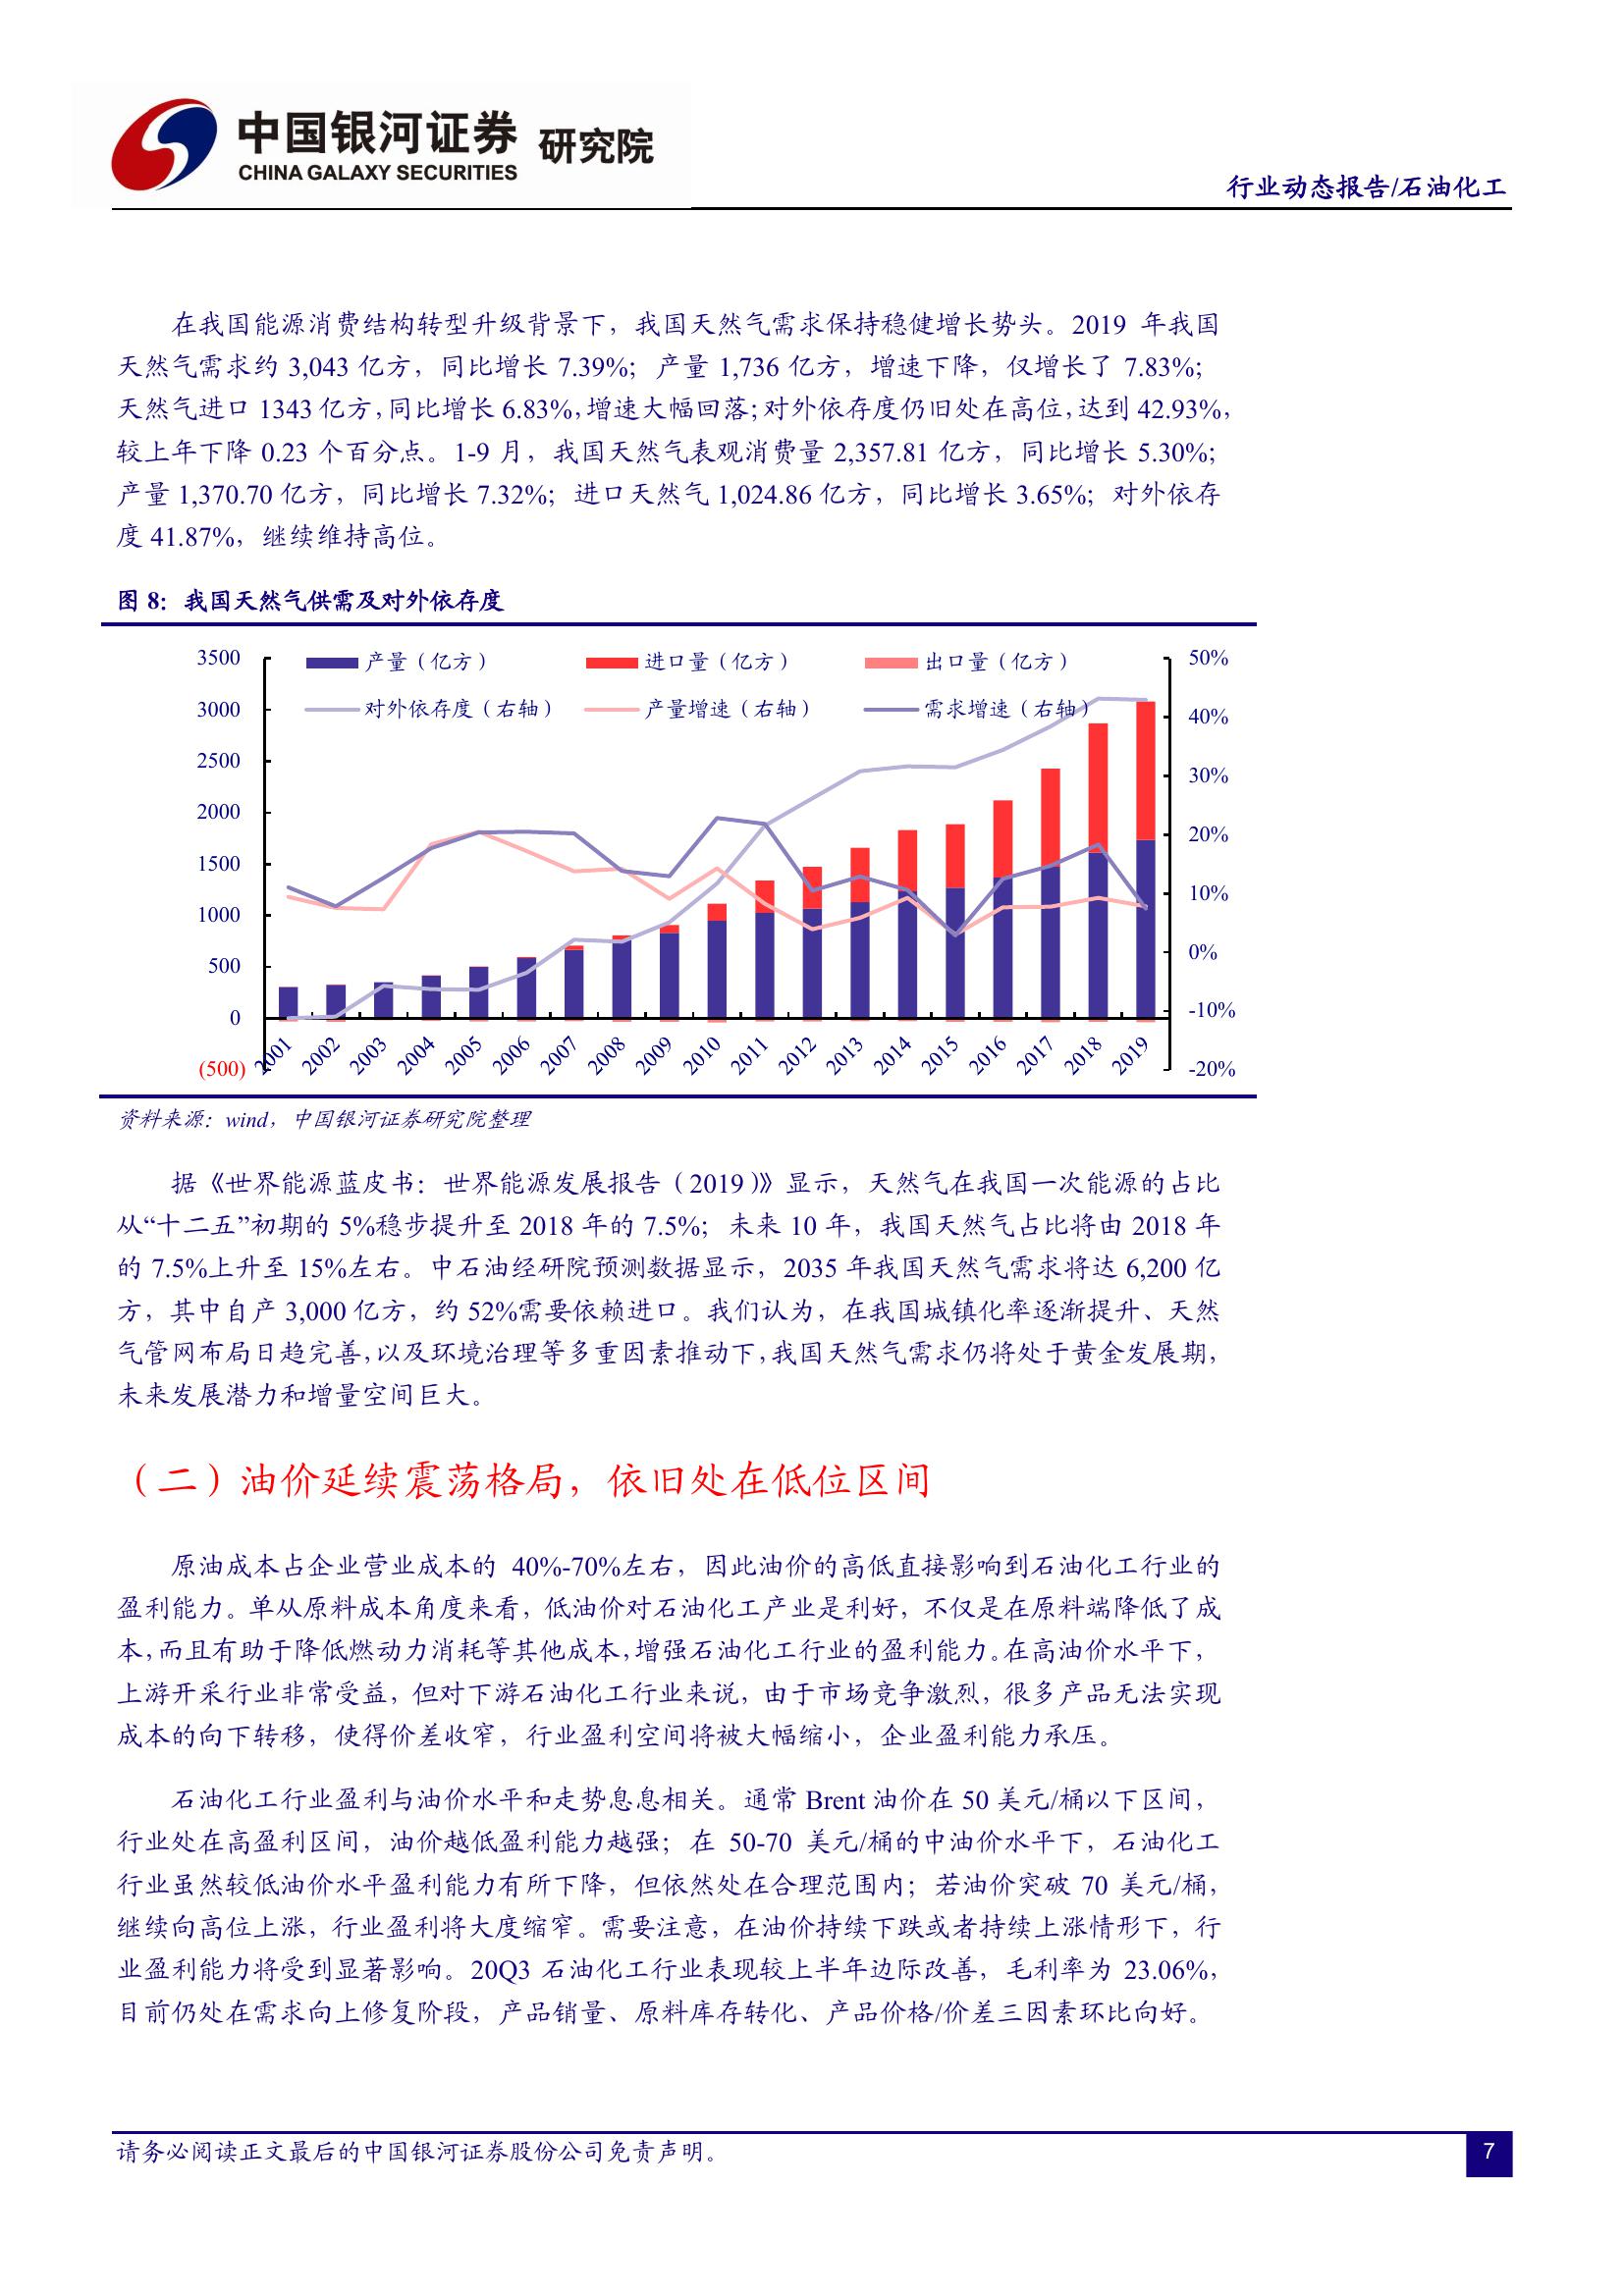 中国银河证券 研究院
CHINA GALAXY SECURITIES
行业动态报告/石油化工
在我国能源消费结构转型升级背景下，我国天然气需求保持稳健增长势头。2019 年我国
天然气需求约 3,043 亿方，同比增长 7.39%；产量 1,736 亿方，增速下降，仅增长了 7.83%；
天然气进口 1343 亿方，同比增长 6.83%，增速大幅回落；对外依存度仍旧处在高位，达到 42.93%，
较上年下降 0.23 个百分点。1-9 月，我国天然气表观消费量 2,357.81 亿方，同比增长 5.30%；
产量 1,370.70 亿方，同比增长 7.32%；进口天然气 1,024.86 亿方，同比增长 3.65%；对外依存
度 41.87%，继续维持高位。
图 8：我国天然气供需及对外依存度
产量（亿方） 进口量（亿方） 出口量（亿方）
对外依存度（右轴） 产量增速（右轴） 需求增速（右轴）
3500
3000
2500
2000
1500
1000
500
0
(500)
50%
40%
30%
20%
10%
0%
-10%
-20%
2001 2002 2003 2004 2005 2006 2007 2008 2009 2010 2011 2012 2013 2014 2015 2016 2017 2018 2019
资料来源：wind，中国银河证券研究院整理
据《世界能源蓝皮书：世界能源发展报告（2019）》显示，天然气在我国一次能源的占比
从“十二五”初期的 5%稳步提升至 2018 年的 7.5%；未来 10 年，我国天然气占比将由 2018 年
的 7.5%上升至 15%左右。中石油经研院预测数据显示，2035 年我国天然气需求将达 6,200 亿
方，其中自产 3,000 亿方，约 52%需要依赖进口。我们认为，在我国城镇化率逐渐提升、天然
气管网布局日趋完善，以及环境治理等多重因素推动下，我国天然气需求仍将处于黄金发展期，
未来发展潜力和增量空间巨大。
（二）油价延续震荡格局，依旧处在低位区间
原油成本占企业营业成本的 40%-70%左右，因此油价的高低直接影响到石油化工行业的
盈利能力。单从原料成本角度来看，低油价对石油化工产业是利好，不仅是在原料端降低了成
本，而且有助于降低燃动力消耗等其他成本，增强石油化工行业的盈利能力。在高油价水平下，
上游开采行业非常受益，但对下游石油化工行业来说，由于市场竞争激烈，很多产品无法实现
成本的向下转移，使得价差收窄，行业盈利空间将被大幅缩小，企业盈利能力承压。
石油化工行业盈利与油价水平和走势息息相关。通常 Brent 油价在 50 美元/桶以下区间，
行业处在高盈利区间，油价越低盈利能力越强；在 50-70 美元/桶的中油价水平下，石油化工
行业虽然较低油价水平盈利能力有所下降，但依然处在合理范围内；若油价突破 70 美元/桶，
继续向高位上涨，行业盈利将大度缩窄。需要注意，在油价持续下跌或者持续上涨情形下，行
业盈利能力将受到显著影响。20Q3 石油化工行业表现较上半年边际改善，毛利率为 23.06%，
目前仍处在需求向上修复阶段，产品销量、原料库存转化、产品价格/价差三因素环比向好。
请务必阅读正文最后的中国银河证券股份公司免责声明。
7